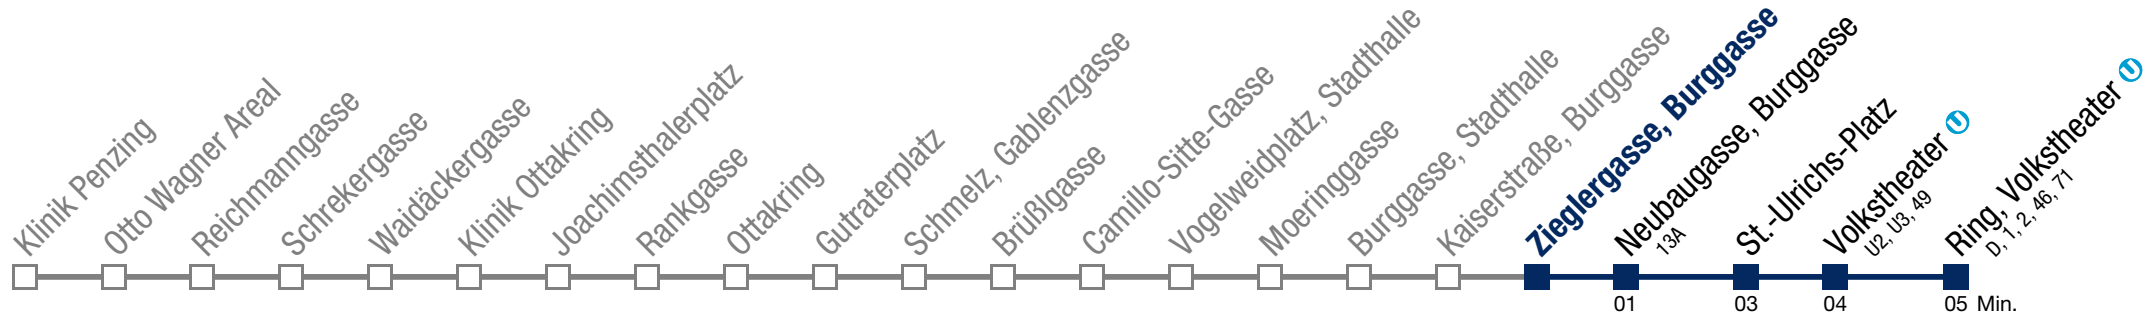 Klinik Penzing
Otto Wagner Areal
Reichmanngasse
Schrekergasse
Waidäckergasse
Klinik Ottakring
Joachimsthalerplatz
Rankgasse
Ottakring
Gutraterplatz
Schmelz, Gablenzgasse
Brüßlgasse
Camillo-Sitte-Gasse
Vogelweidplatz, Stadthalle
Moeringgasse
Burggasse, Stadthalle
Kaiserstraße, Burggasse
Zieglergasse, Burggasse
Neubaugasse, Burggasse
13A
St.-Ulrichs-Platz
Volkstheater U
U2, U3, 49
Ring, Volkstheater U
D, 1, 2, 46, 71
01 03 04 05 Min.